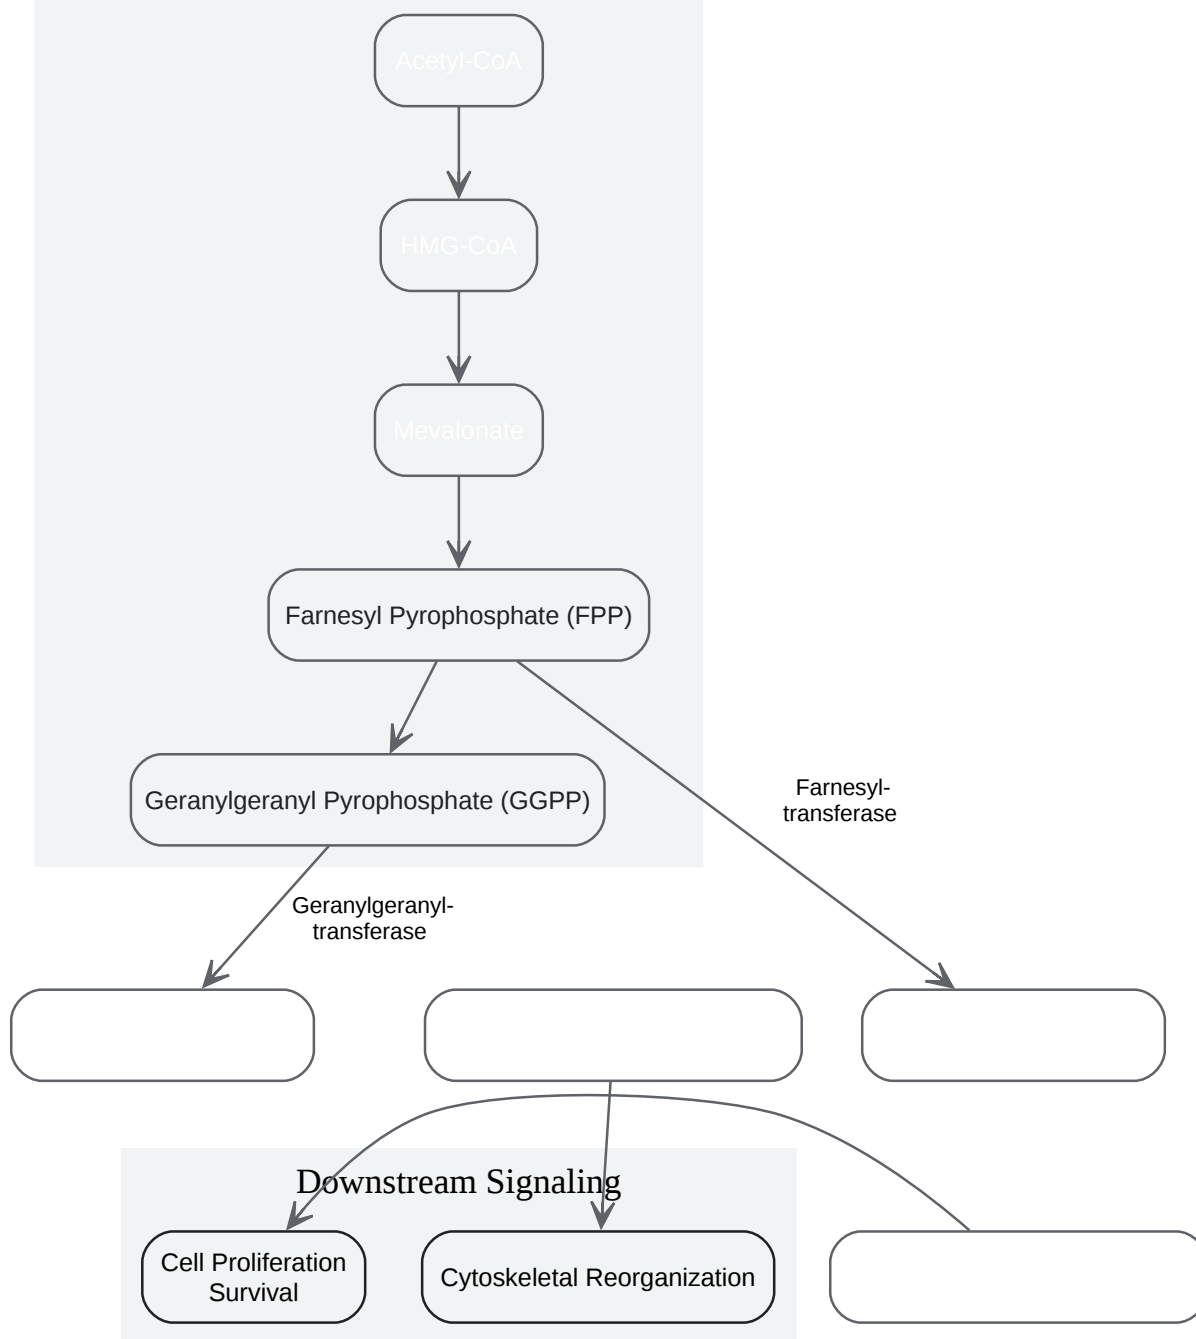 Acetyl-CoA
HMG-CoA
Mevalonate
Farnesyl Pyrophosphate (FPP)
Geranylgeranyl Pyrophosphate (GGPP)
Farnesyl-
transferase
Geranylgeranyl-
transferase
Downstream Signaling
Cell Proliferation
Survival
Cytoskeletal Reorganization